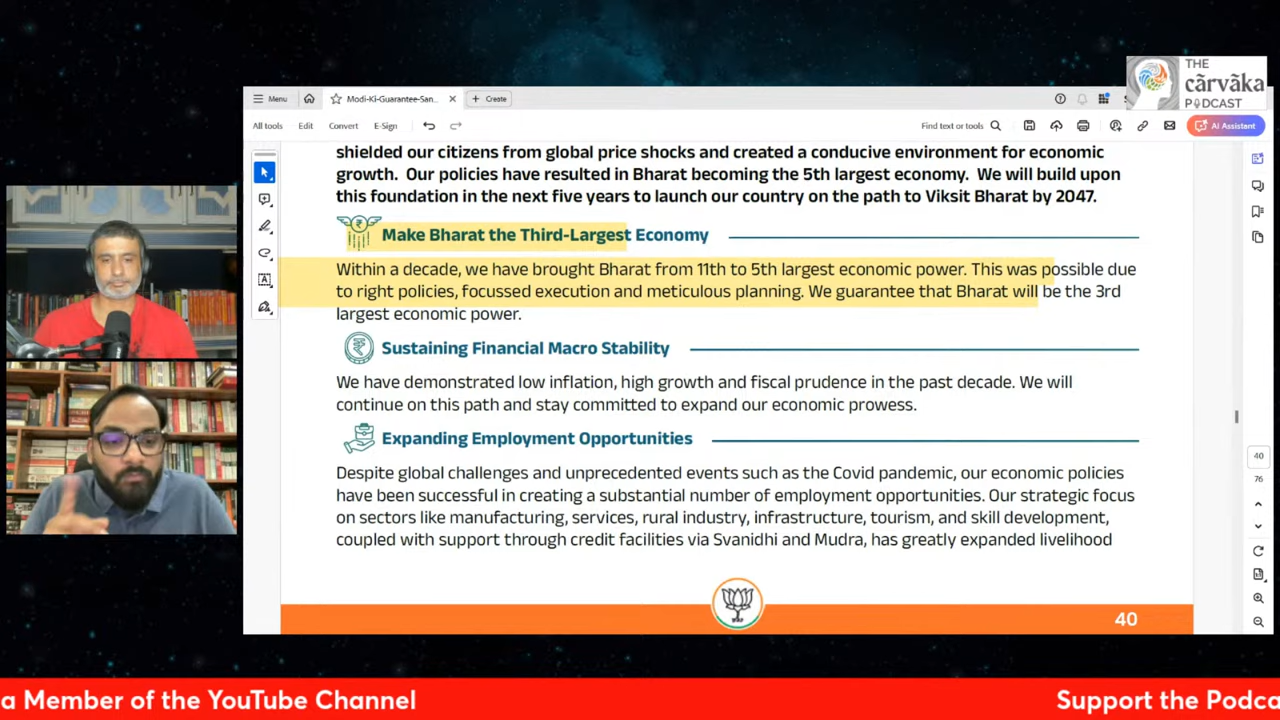 THE
cārvāka
PODCAST
Menu
Modi-Ki-Guarantee-San...
Create
AI Assistant
All tools
Edit
Convert
E-Sign
Find text or tools
shielded our citizens from global price shocks and created a conducive environment for economic
growth. Our policies have resulted in Bharat becoming the 5th largest economy. We will build upon
this foundation in the next five years to launch our country on the path to Viksit Bharat by 2047.
Make Bharat the Third-Largest Economy
Within a decade, we have brought Bharat from 11th to 5th largest economic power. This was possible due
to right policies, focussed execution and meticulous planning. We guarantee that Bharat will be the 3rd
largest economic power.
Sustaining Financial Macro Stability
We have demonstrated low inflation, high growth and fiscal prudence in the past decade. We will
continue on this path and stay committed to expand our economic prowess.
Expanding Employment Opportunities
Despite global challenges and unprecedented events such as the Covid pandemic, our economic policies
have been successful in creating a substantial number of employment opportunities. Our strategic focus
on sectors like manufacturing, services, rural industry, infrastructure, tourism, and skill development,
coupled with support through credit facilities via Svanidhi and Mudra, has greatly expanded livelihood
40
40
76
a Member of the YouTube Channel
Support the Podca